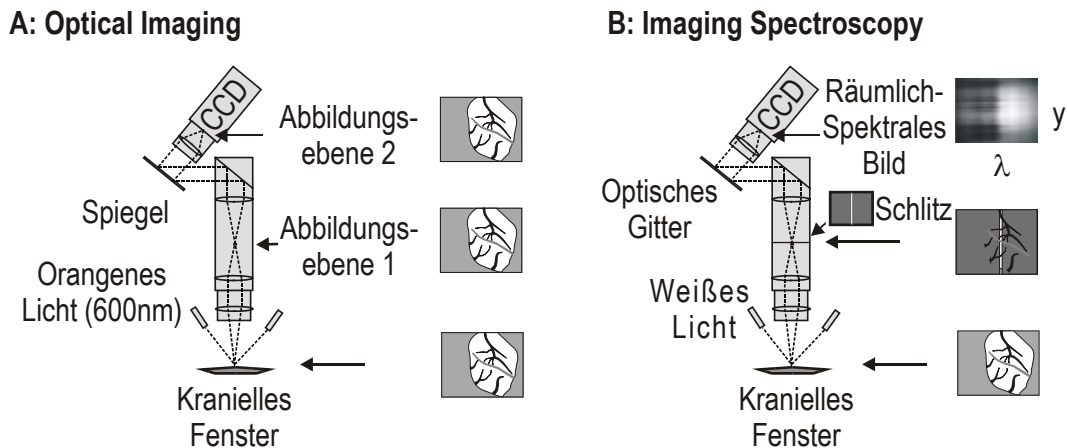 A: Optical Imaging
CCD
Abbildungs-
ebene 2
Spiegel
Abbildungs-
ebene 1
Orangenes
Licht (600nm)
Kranielles
Fenster
B: Imaging Spectroscopy
CCD
Räumlich-
Spektrales
Bild
y
λ
Optisches
Gitter
Schlitz
Weißes
Licht
Kranielles
Fenster